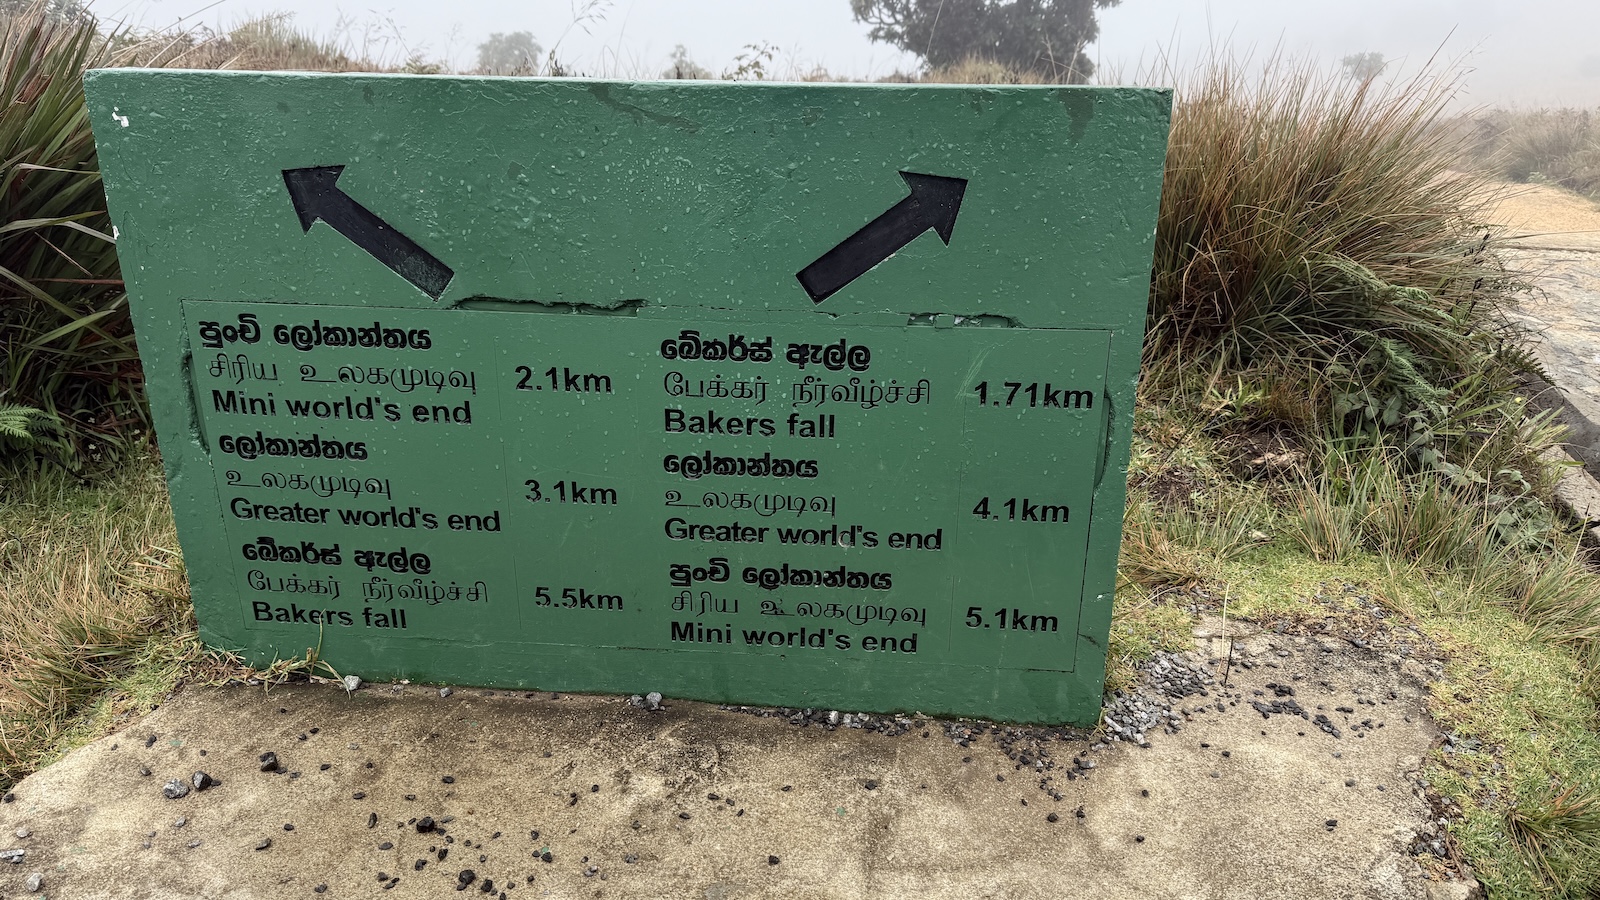 පුංචි ලෝකාන්තය
சிரிய உலகமுடிவு
2.1km
Mini world's end
ලෝකාන්තය
உலகமுடிவு
3.1km
Greater world's end
බේකර්ස් ඇල්ල
பேக்கர் நீர்வீழ்ச்சி
5.5km
Bakers fall
බේකර්ස් ඇල්ල
பேக்கர் நீர்வீழ்ச்சி
1.71km
Bakers fall
ලෝකාන්තය
உலகமுடிவு
4.1km
Greater world's end
පුංචි ලෝකාන්තය
சிரிய உலகமுடிவு
5.1km
Mini world's end